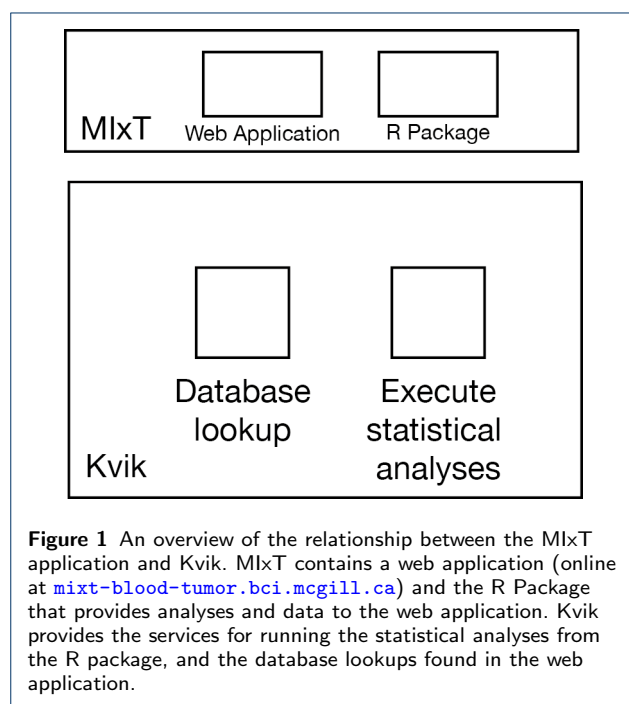 MIxT
Web Application
R Package
Database
lookup
Execute
statistical
analyses
Kvik
Figure 1 An overview of the relationship between the MIxT
application and Kvik. MIxT contains a web application (online
at mixt-blood-tumor.bci.mcgill.ca) and the R Package
that provides analyses and data to the web application. Kvik
provides the services for running the statistical analyses from
the R package, and the database lookups found in the web
application.